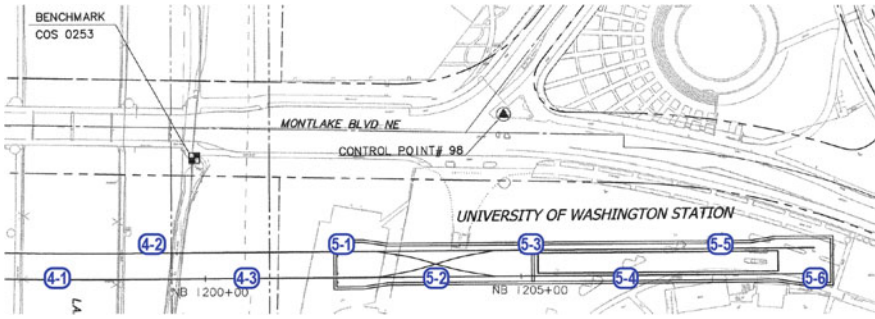 BENCHMARK
COS 0253
MONTLAKE BLVD NE
CONTROL POINT# 98
UNIVERSITY OF WASHINGTON STATION
4-2
5-1
5-3
5-5
4-1
4-3
5-2
5-4
5-6
NB 1200+00
NB 1205+00
LA